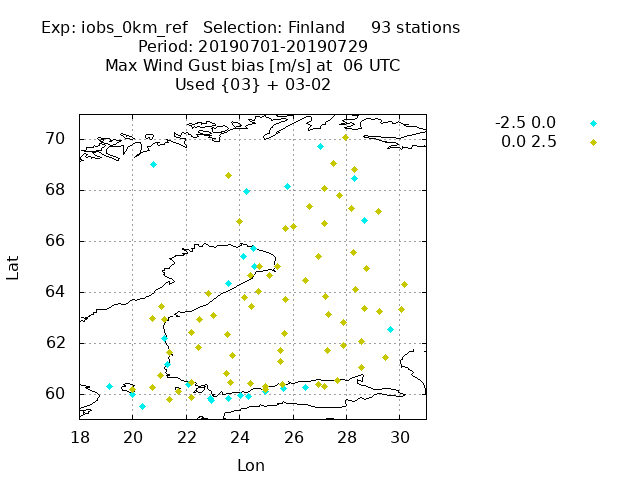 Exp: iobs_0km_ref   Selection: Finland     93 stations
Period: 20190701-20190729
Max Wind Gust bias [m/s] at  06 UTC
Used {03} + 03-02
-2.5 0.0
0.0 2.5
70
68
66
64
62
60
Lat
18 20 22 24 26 28 30
Lon